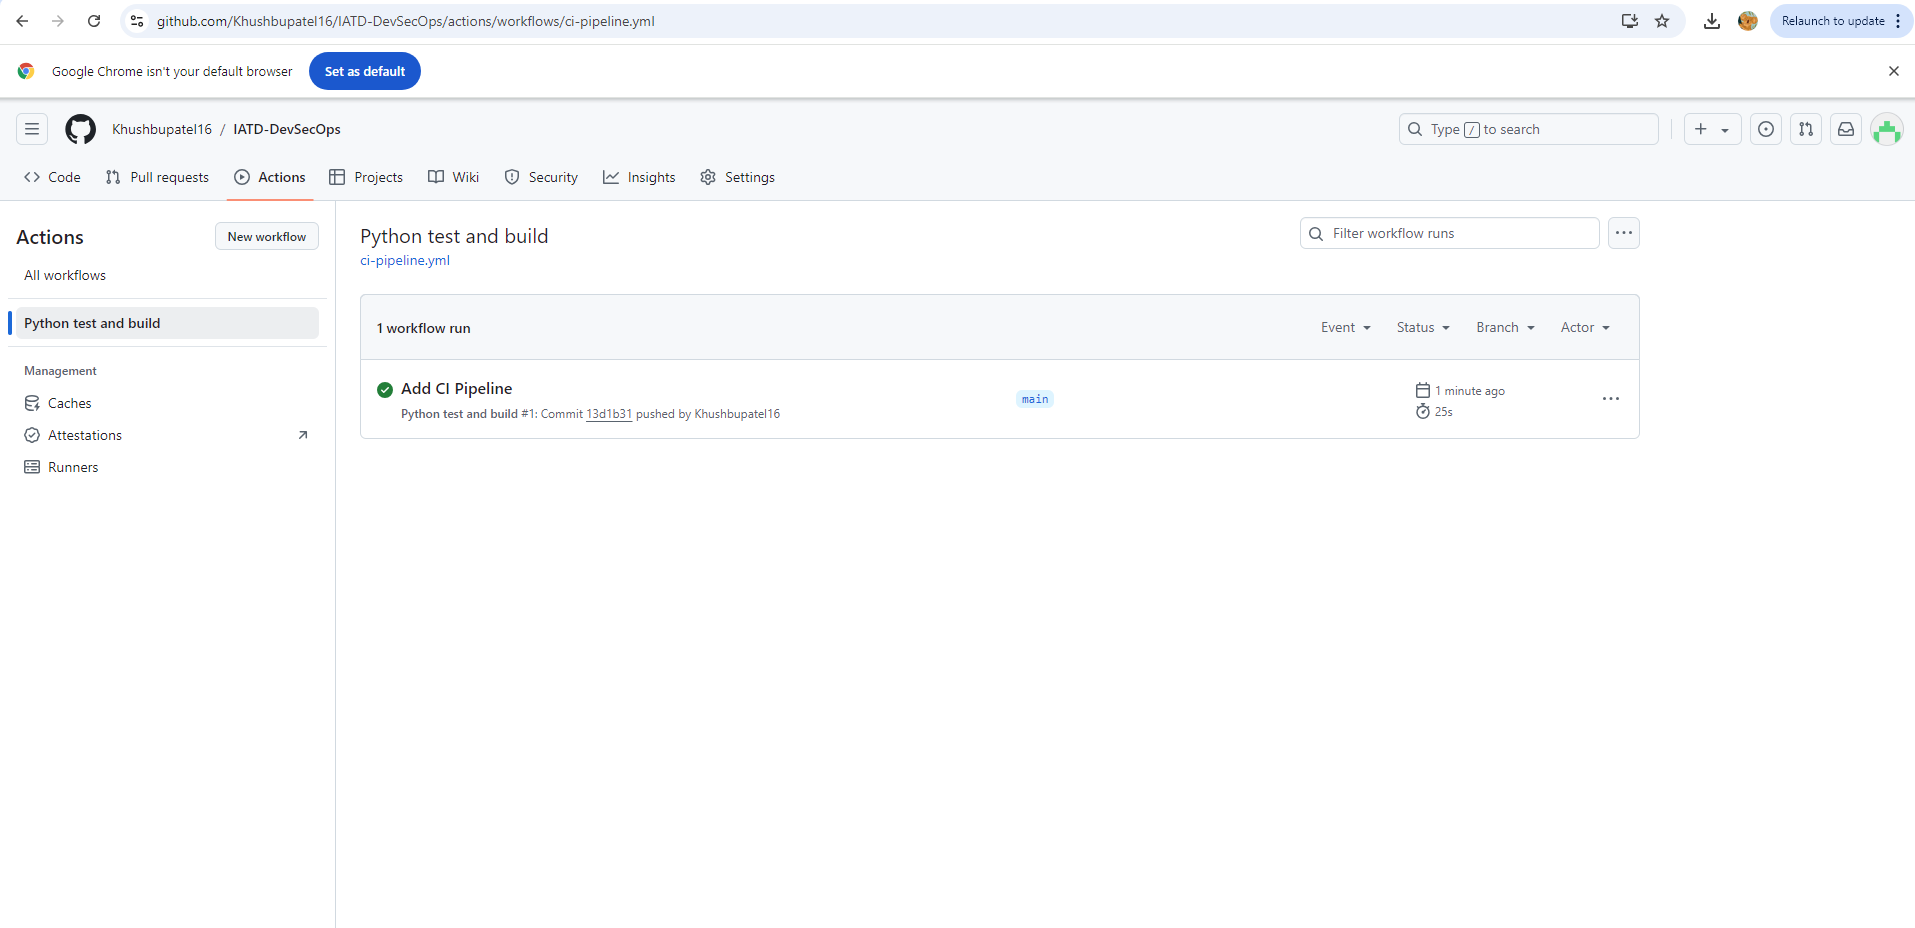 github.com/Khushbupatel16/IATD-DevSecOps/actions/workflows/ci-pipeline.yml
Relaunch to update
Google Chrome isn't your default browser
Set as default
Khushbupatel16 / IATD-DevSecOps
Type / to search
Code
Pull requests
Actions
Projects
Wiki
Security
Insights
Settings
Actions
New workflow
All workflows
Python test and build
Management
Caches
Attestations
Runners
Python test and build
ci-pipeline.yml
Filter workflow runs
1 workflow run
Event
Status
Branch
Actor
Add CI Pipeline
Python test and build #1: Commit 13d1b31 pushed by Khushbupatel16
main
1 minute ago
25s